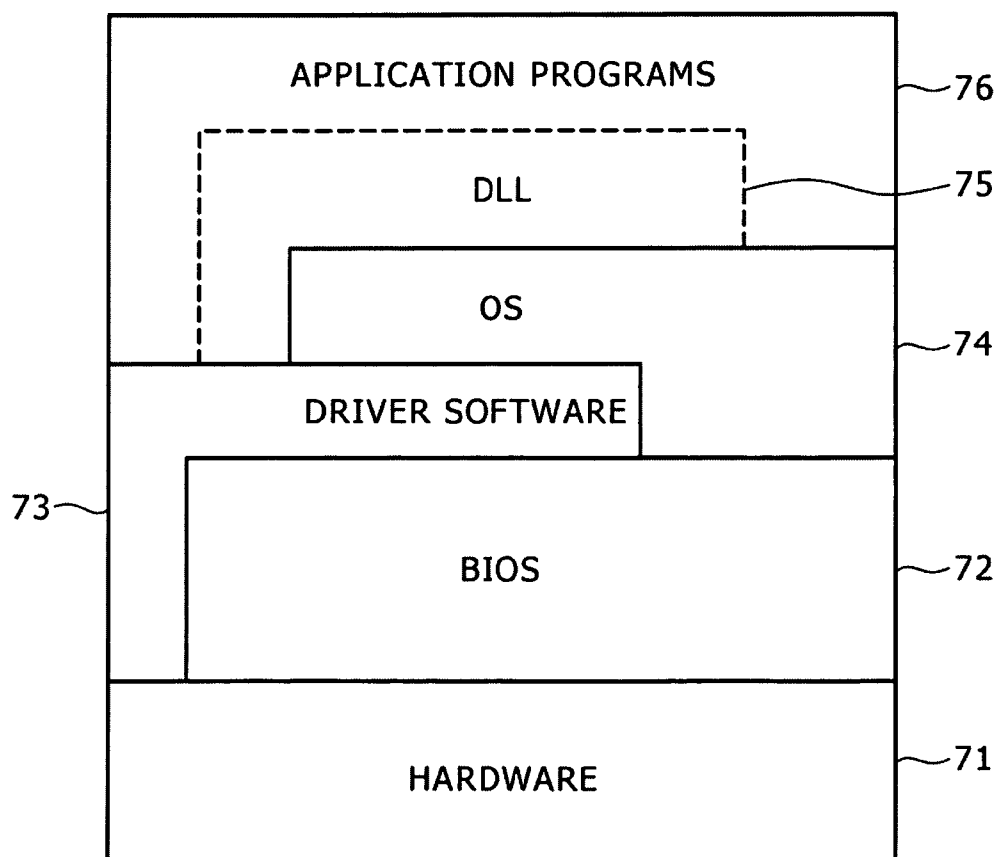 APPLICATION PROGRAMS
76
DLL
75
OS
74
DRIVER SOFTWARE
73
BIOS
72
HARDWARE
71